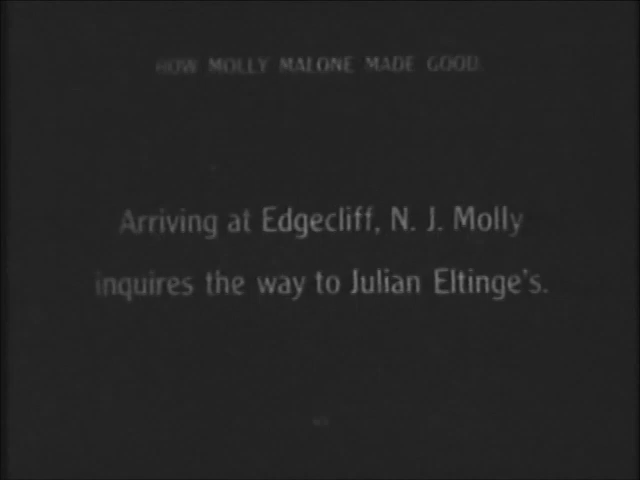 HOW MOLLY MALONE MADE GOOD.
Arriving at Edgecliff, N. J. Molly
inquires the way to Julian Eltinge's.